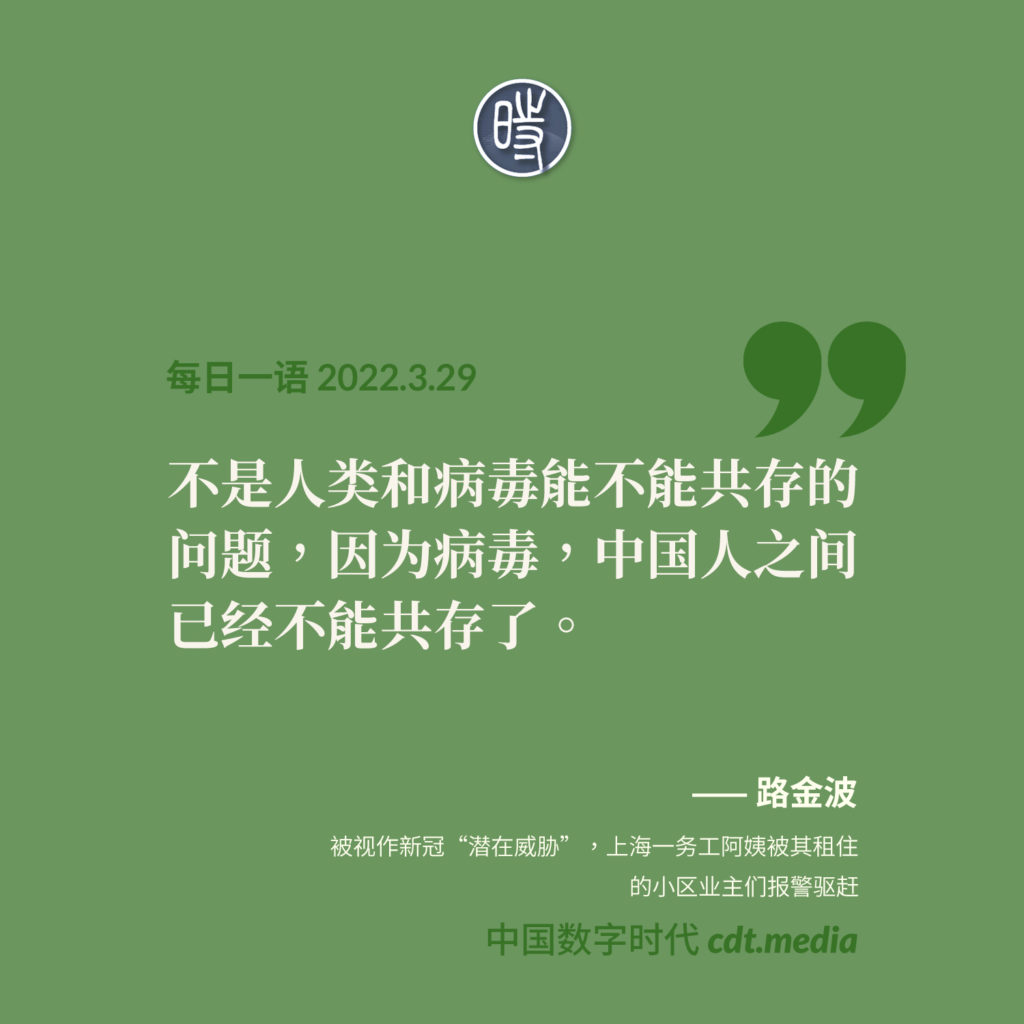 時
每日一语 2022.3.29
不是人类和病毒能不能共存的
问题，因为病毒，中国人之间
已经不能共存了。
—— 路金波
被视作新冠“潜在威胁”，上海一务工阿姨被其租住
的小区业主们报警驱赶
中国数字时代 cdt.media